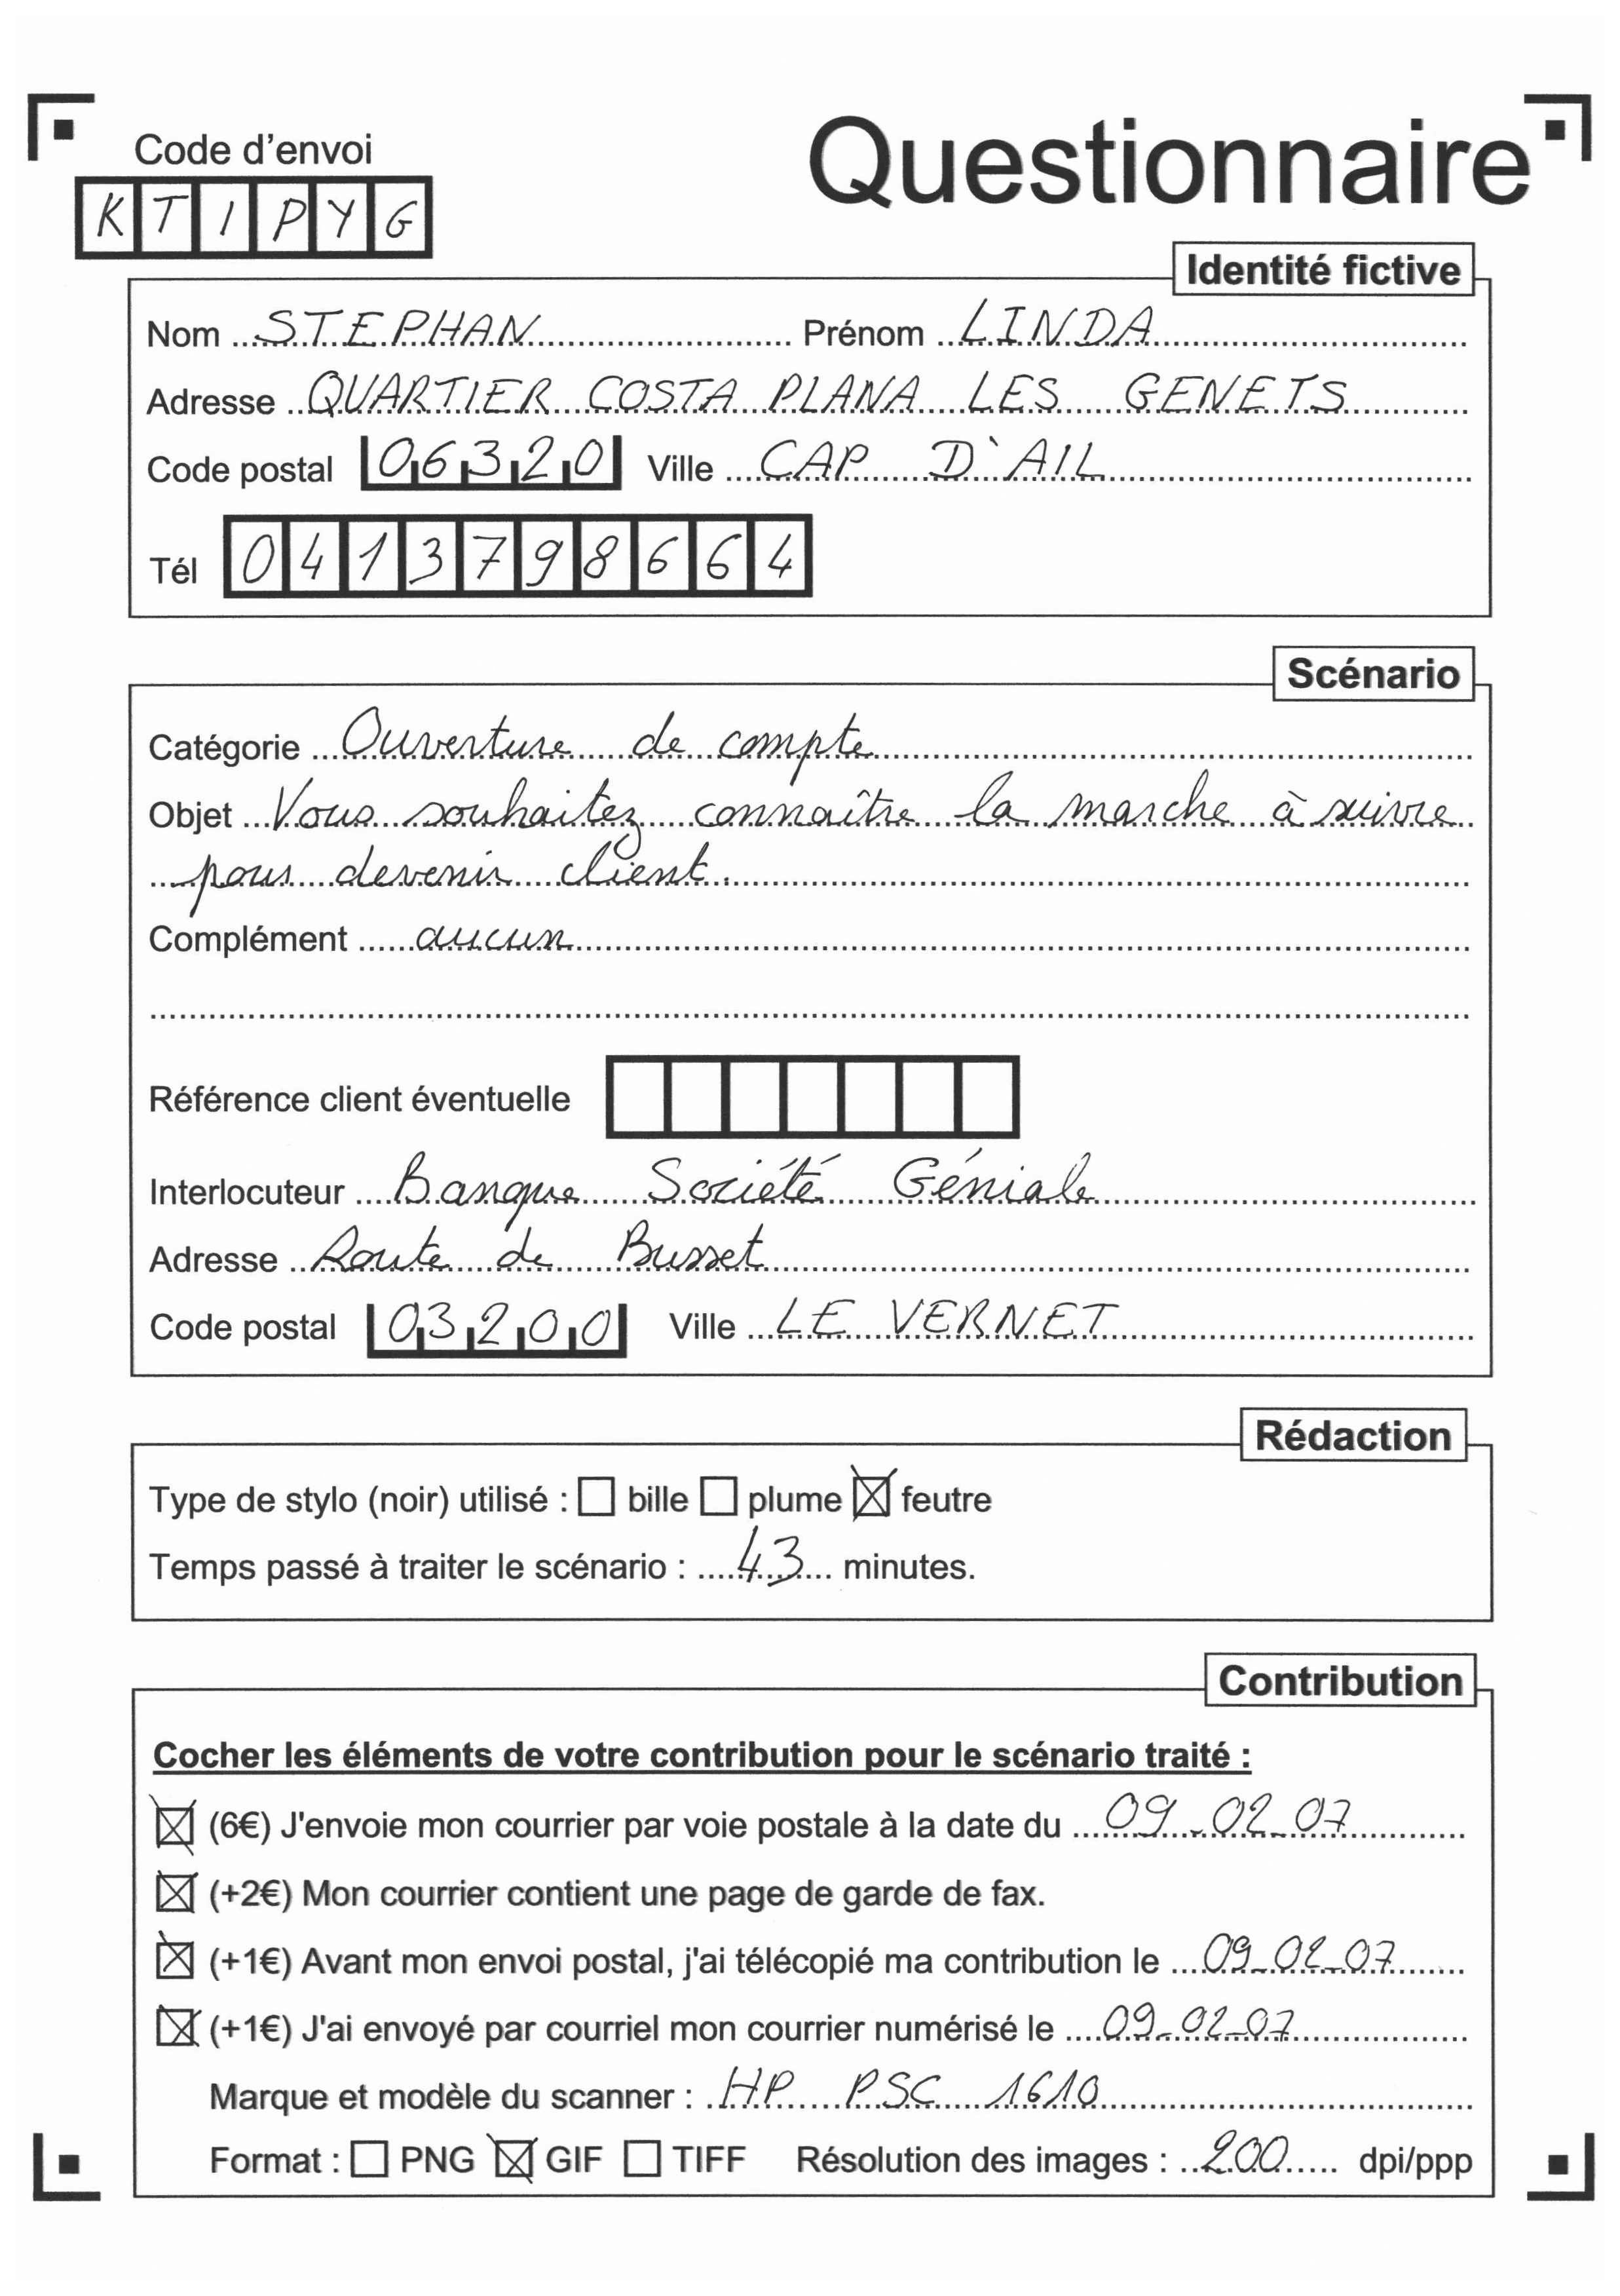 Questionnaire
Code d'envoi
KTIPYG
Identité fictive
Nom STEPHAN Prénom LINDA
Adresse QUARTIER COSTA PLANA LES GENETS
Code postal 06320 Ville CAP D'AIL
Tél 0413798664
Scénario
Catégorie Ouverture de compte
Objet Vous souhaitez connaître la marche à suivre
pour devenir client.
Complément aucun
Référence client éventuelle
Interlocuteur Banque Société Géniale
Adresse Route de Busset
Code postal 03200 Ville LE VERNET
Rédaction
Type de stylo (noir) utilisé : bille plume feutre
Temps passé à traiter le scénario : 43 minutes.
Contribution
Cocher les éléments de votre contribution pour le scénario traité :
(6€) J'envoie mon courrier par voie postale à la date du 09-02-07
(+2€) Mon courrier contient une page de garde de fax.
(+1€) Avant mon envoi postal, j'ai télécopié ma contribution le 09-02-07
(+1€) J'ai envoyé par courriel mon courrier numérisé le 09-02-07
Marque et modèle du scanner : HP PSC 1610
Format : PNG GIF TIFF Résolution des images : 200 dpi/ppp